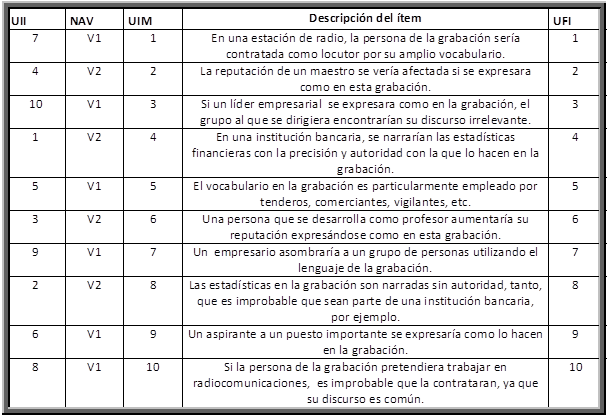 UII NAV UIM Descripción del ítem UFI
7 V1 1 En una estación de radio, la persona de la grabación sería 1
contratada como locutor por su amplio vocabulario.
4 V2 2 La reputación de un maestro se vería afectada si se expresara 2
como en esta grabación.
10 V1 3 Si un líder empresarial se expresara como en la grabación, el 3
grupo al que se dirigiera encontrarían su discurso irrelevante.
1 V2 4 En una institución bancaria, se narrarían las estadísticas 4
financieras con la precisión y autoridad con la que lo hacen en la
grabación.
5 V1 5 El vocabulario en la grabación es particularmente empleado por 5
tenderos, comerciantes, vigilantes, etc.
3 V2 6 Una persona que se desarrolla como profesor aumentaría su 6
reputación expresándose como en esta grabación.
9 V1 7 Un empresario asombraría a un grupo de personas utilizando el 7
lenguaje de la grabación.
2 V2 8 Las estadísticas en la grabación son narradas sin autoridad, tanto, 8
que es improbable que sean parte de una institución bancaria,
por ejemplo.
6 V1 9 Un aspirante a un puesto importante se expresaría como lo hacen 9
en la grabación.
8 V1 10 Si la persona de la grabación pretendiera trabajar en 10
radiocomunicaciones, es improbable que la contrataran, ya que
su discurso es común.